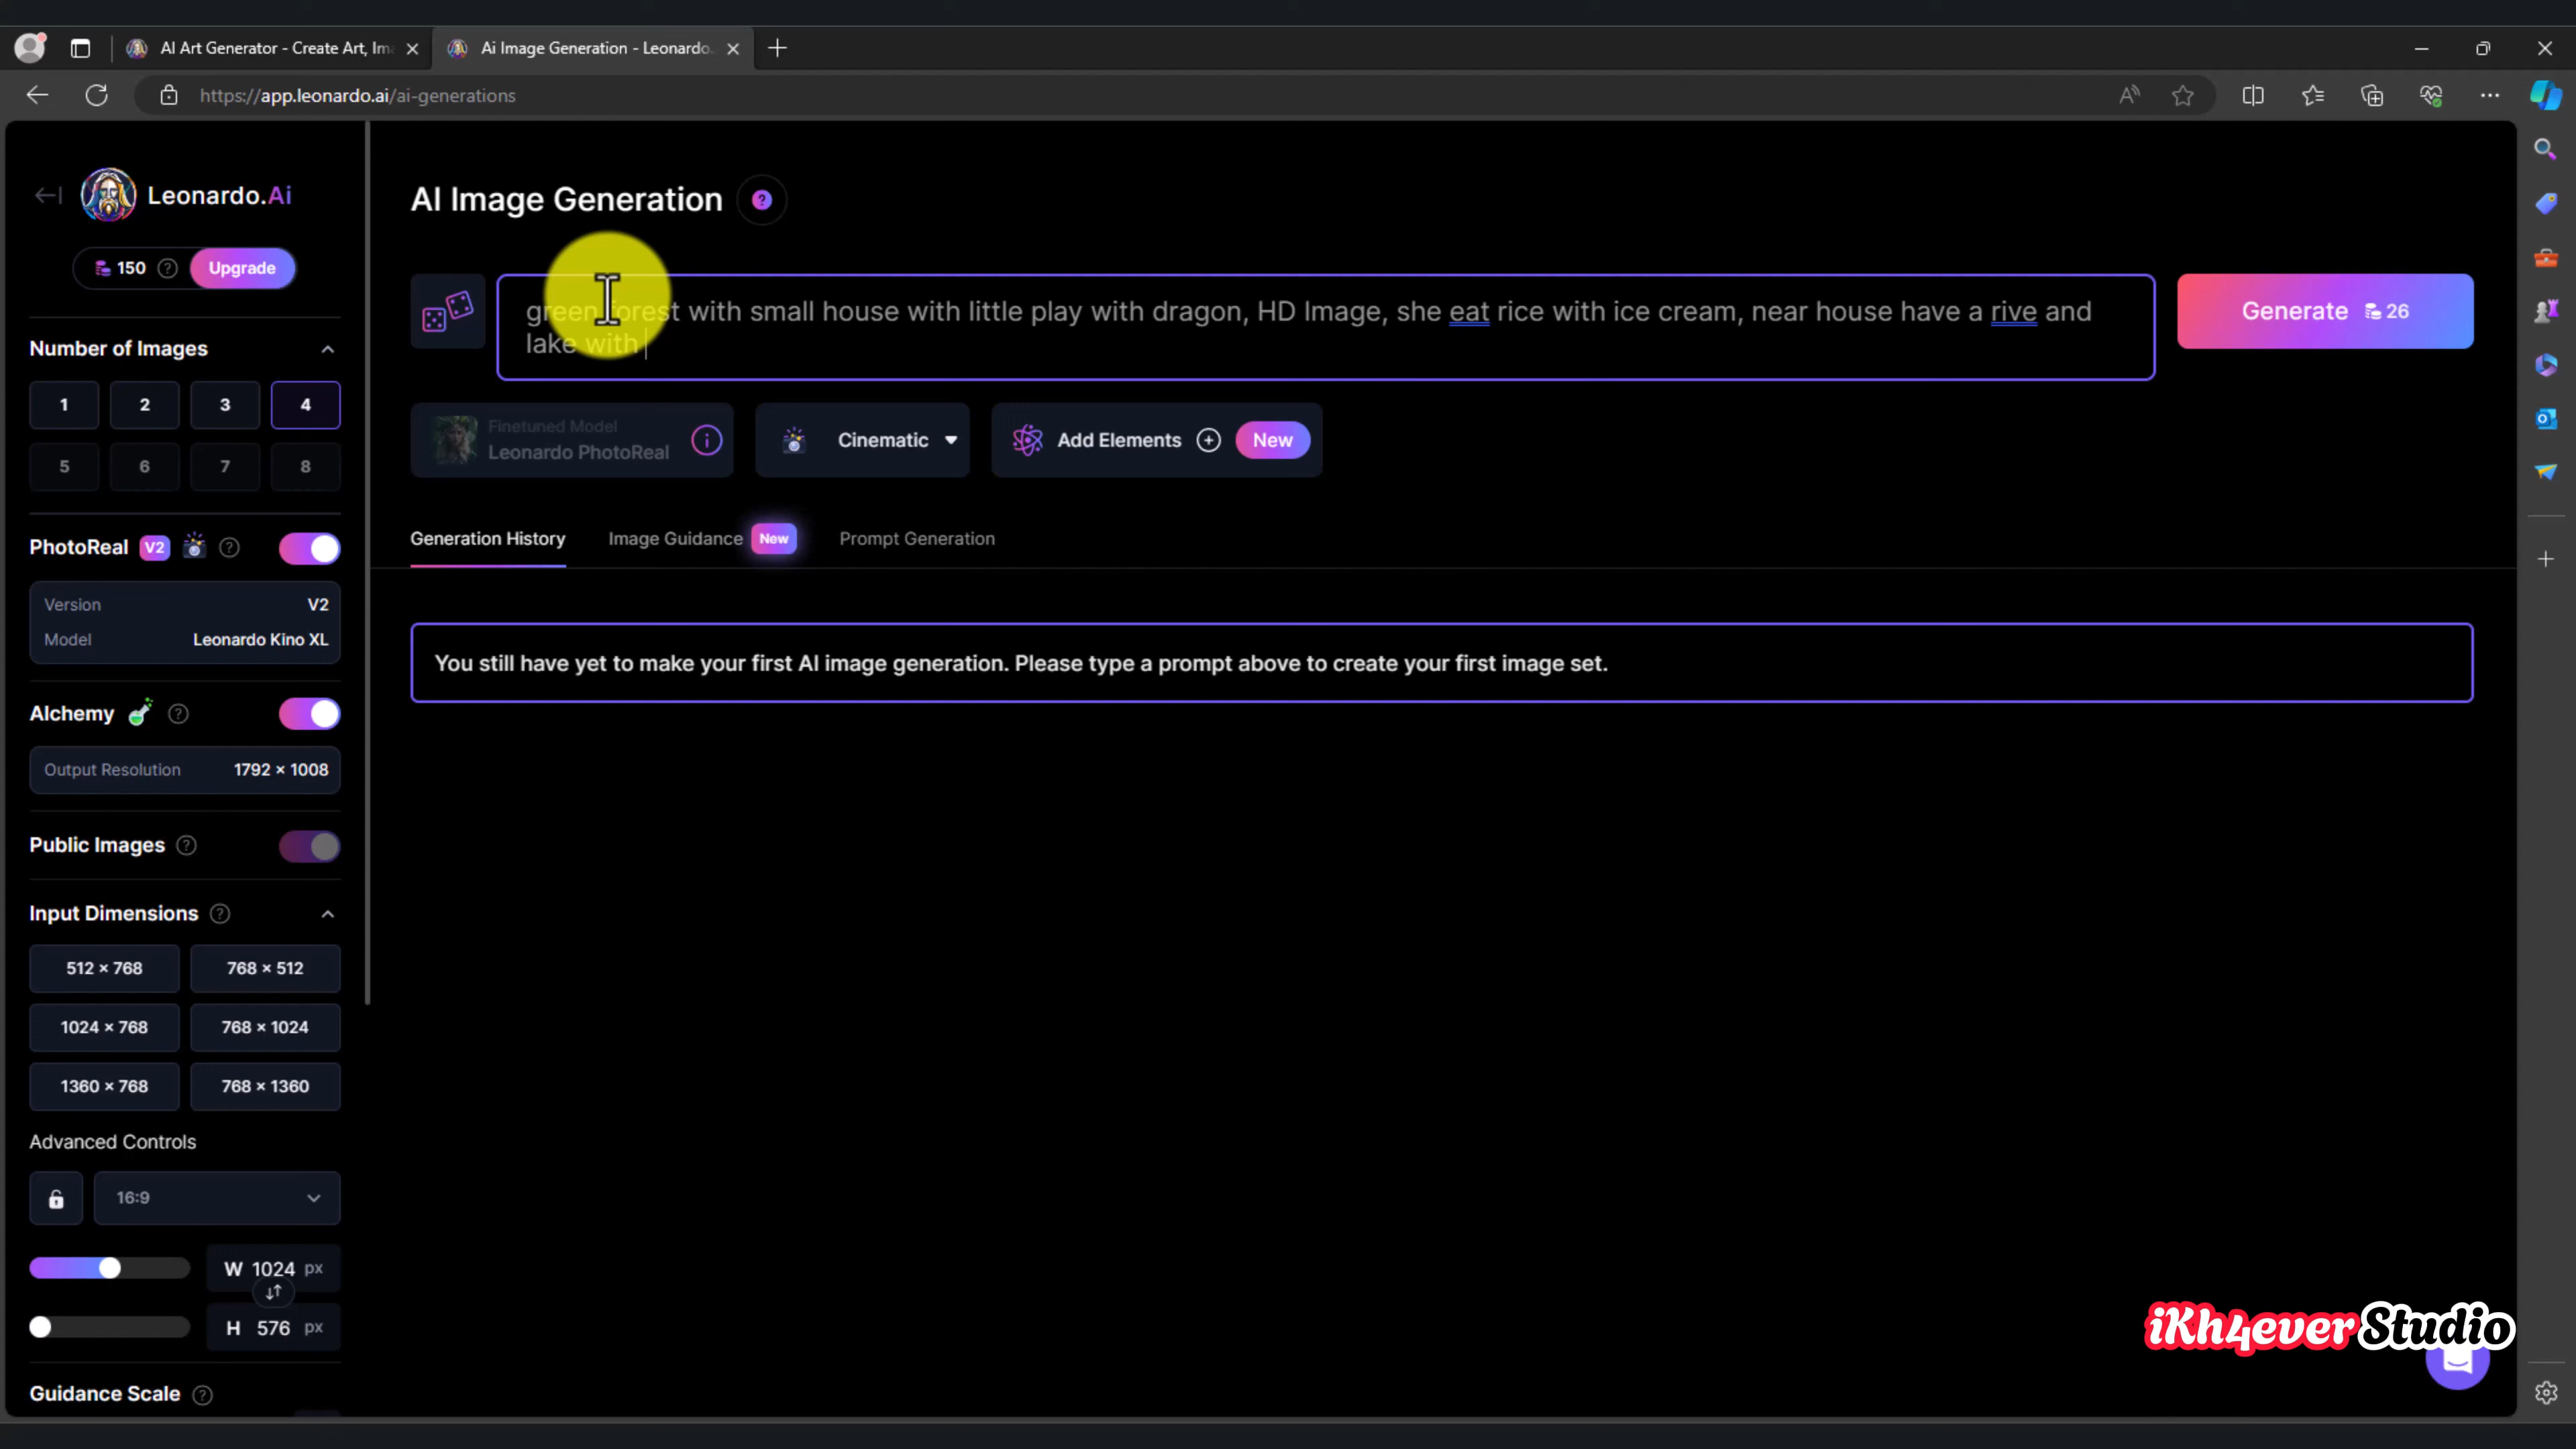 AI Art Generator - Create Art, Ima
Ai Image Generation - Leonardo.
https://app.leonardo.ai/ai-generations
Leonardo.Ai
150
Upgrade
Number of Images
1 2 3 4
5 6 7 8
PhotoReal V2
Version V2
Model Leonardo Kino XL
Alchemy
Output Resolution 1792 × 1008
Public Images
Input Dimensions
512 × 768 768 × 512
1024 × 768 768 × 1024
1360 × 768 768 × 1360
Advanced Controls
16:9
W 1024 px
H 576 px
Guidance Scale
AI Image Generation
green forest with small house with little play with dragon, HD Image, she eat rice with ice cream, near house have a rive and
lake with
Generate 26
Finetuned Model
Leonardo PhotoReal
Cinematic
Add Elements New
Generation History Image Guidance New Prompt Generation
You still have yet to make your first AI image generation. Please type a prompt above to create your first image set.
iKh4ever Studio